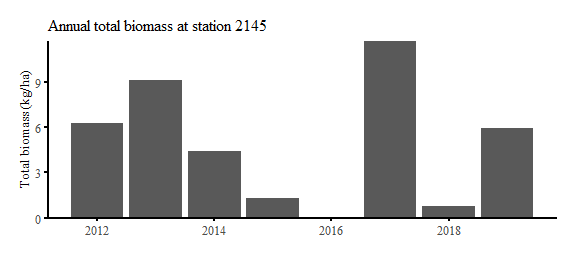 Annual total biomass at station 2145
Total biomass (kg/ha)
9
6
3
0
2012 2014 2016 2018